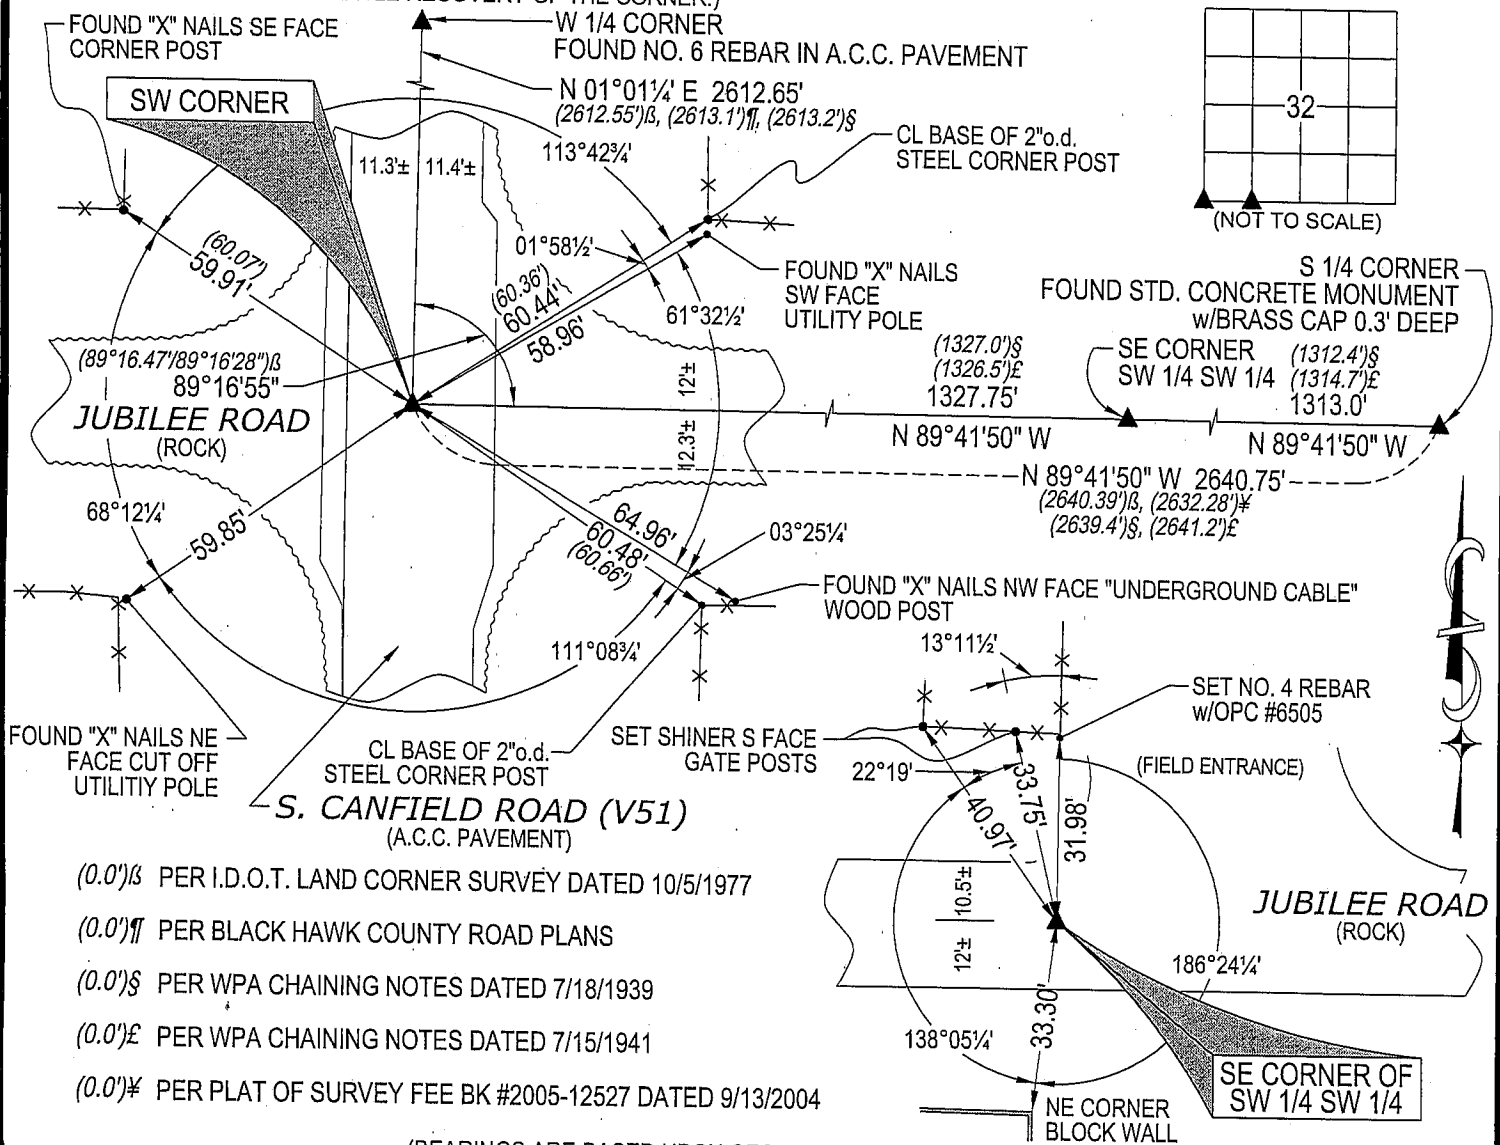 FOUND "X" NAILS SE FACE
CORNER POST
W 1/4 CORNER
FOUND NO. 6 REBAR IN A.C.C. PAVEMENT
N 01°01¼' E 2612.65'
(2612.55')ß, (2613.1')¶, (2613.2')§
SW CORNER
11.3'±
11.4'±
113°42¾'
CL BASE OF 2"o.d.
STEEL CORNER POST
32
(NOT TO SCALE)
(60.07')
59.91'
01°58½'
(60.36')
60.44'
58.96'
FOUND "X" NAILS
SW FACE
UTILITY POLE
61°32½'
S 1/4 CORNER
FOUND STD. CONCRETE MONUMENT
w/BRASS CAP 0.3' DEEP
(89°16.47'/89°16'28")ß
89°16'55"
JUBILEE ROAD
(ROCK)
12'±
12.3'±
(1327.0')§
(1326.5')£
1327.75'
SE CORNER
SW 1/4 SW 1/4
(1312.4')§
(1314.7')£
1313.0'
N 89°41'50" W
N 89°41'50" W
N 89°41'50" W 2640.75'
(2640.39')ß, (2632.28')¥
(2639.4')§, (2641.2')£
68°12¼'
59.85'
64.96'
60.48'
(60.66')
03°25¼'
111°08¾'
FOUND "X" NAILS NW FACE "UNDERGROUND CABLE"
WOOD POST
FOUND "X" NAILS NE
FACE CUT OFF
UTILITIY POLE
CL BASE OF 2"o.d.
STEEL CORNER POST
S. CANFIELD ROAD (V51)
(A.C.C. PAVEMENT)
13°11½'
SET NO. 4 REBAR
w/OPC #6505
SET SHINER S FACE
GATE POSTS
22°19'
(FIELD ENTRANCE)
40.97'
33.75'
31.98'
10.5'±
12'±
JUBILEE ROAD
(ROCK)
186°24¼'
138°05¼'
33.30'
SE CORNER OF
SW 1/4 SW 1/4
NE CORNER
BLOCK WALL
(0.0')ß PER I.D.O.T. LAND CORNER SURVEY DATED 10/5/1977
(0.0')¶ PER BLACK HAWK COUNTY ROAD PLANS
(0.0')§ PER WPA CHAINING NOTES DATED 7/18/1939
(0.0')£ PER WPA CHAINING NOTES DATED 7/15/1941
(0.0')¥ PER PLAT OF SURVEY FEE BK #2005-12527 DATED 9/13/2004